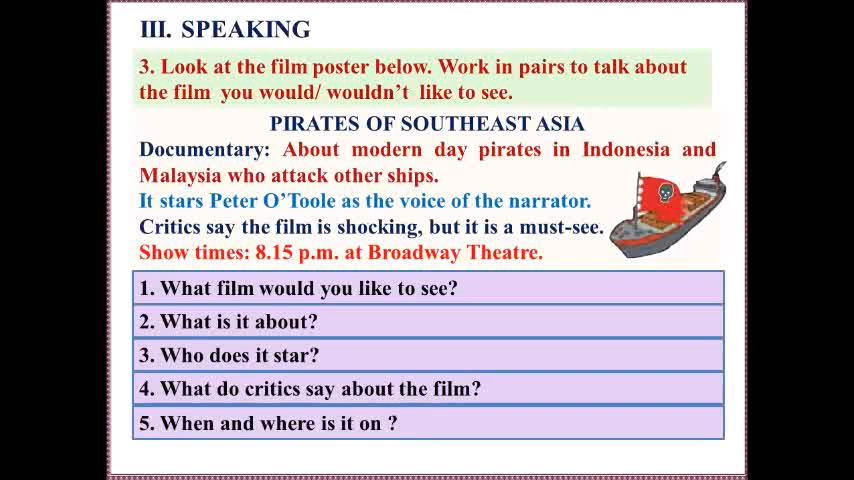 III. SPEAKING
3. Look at the film poster below. Work in pairs to talk about
the film you would/ wouldn't like to see.
PIRATES OF SOUTHEAST ASIA
Documentary: About modern day pirates in Indonesia and
Malaysia who attack other ships.
It stars Peter O'Toole as the voice of the narrator.
Critics say the film is shocking, but it is a must-see.
Show times: 8.15 p.m. at Broadway Theatre.
1. What film would you like to see?
2. What is it about?
3. Who does it star?
4. What do critics say about the film?
5. When and where is it on ?